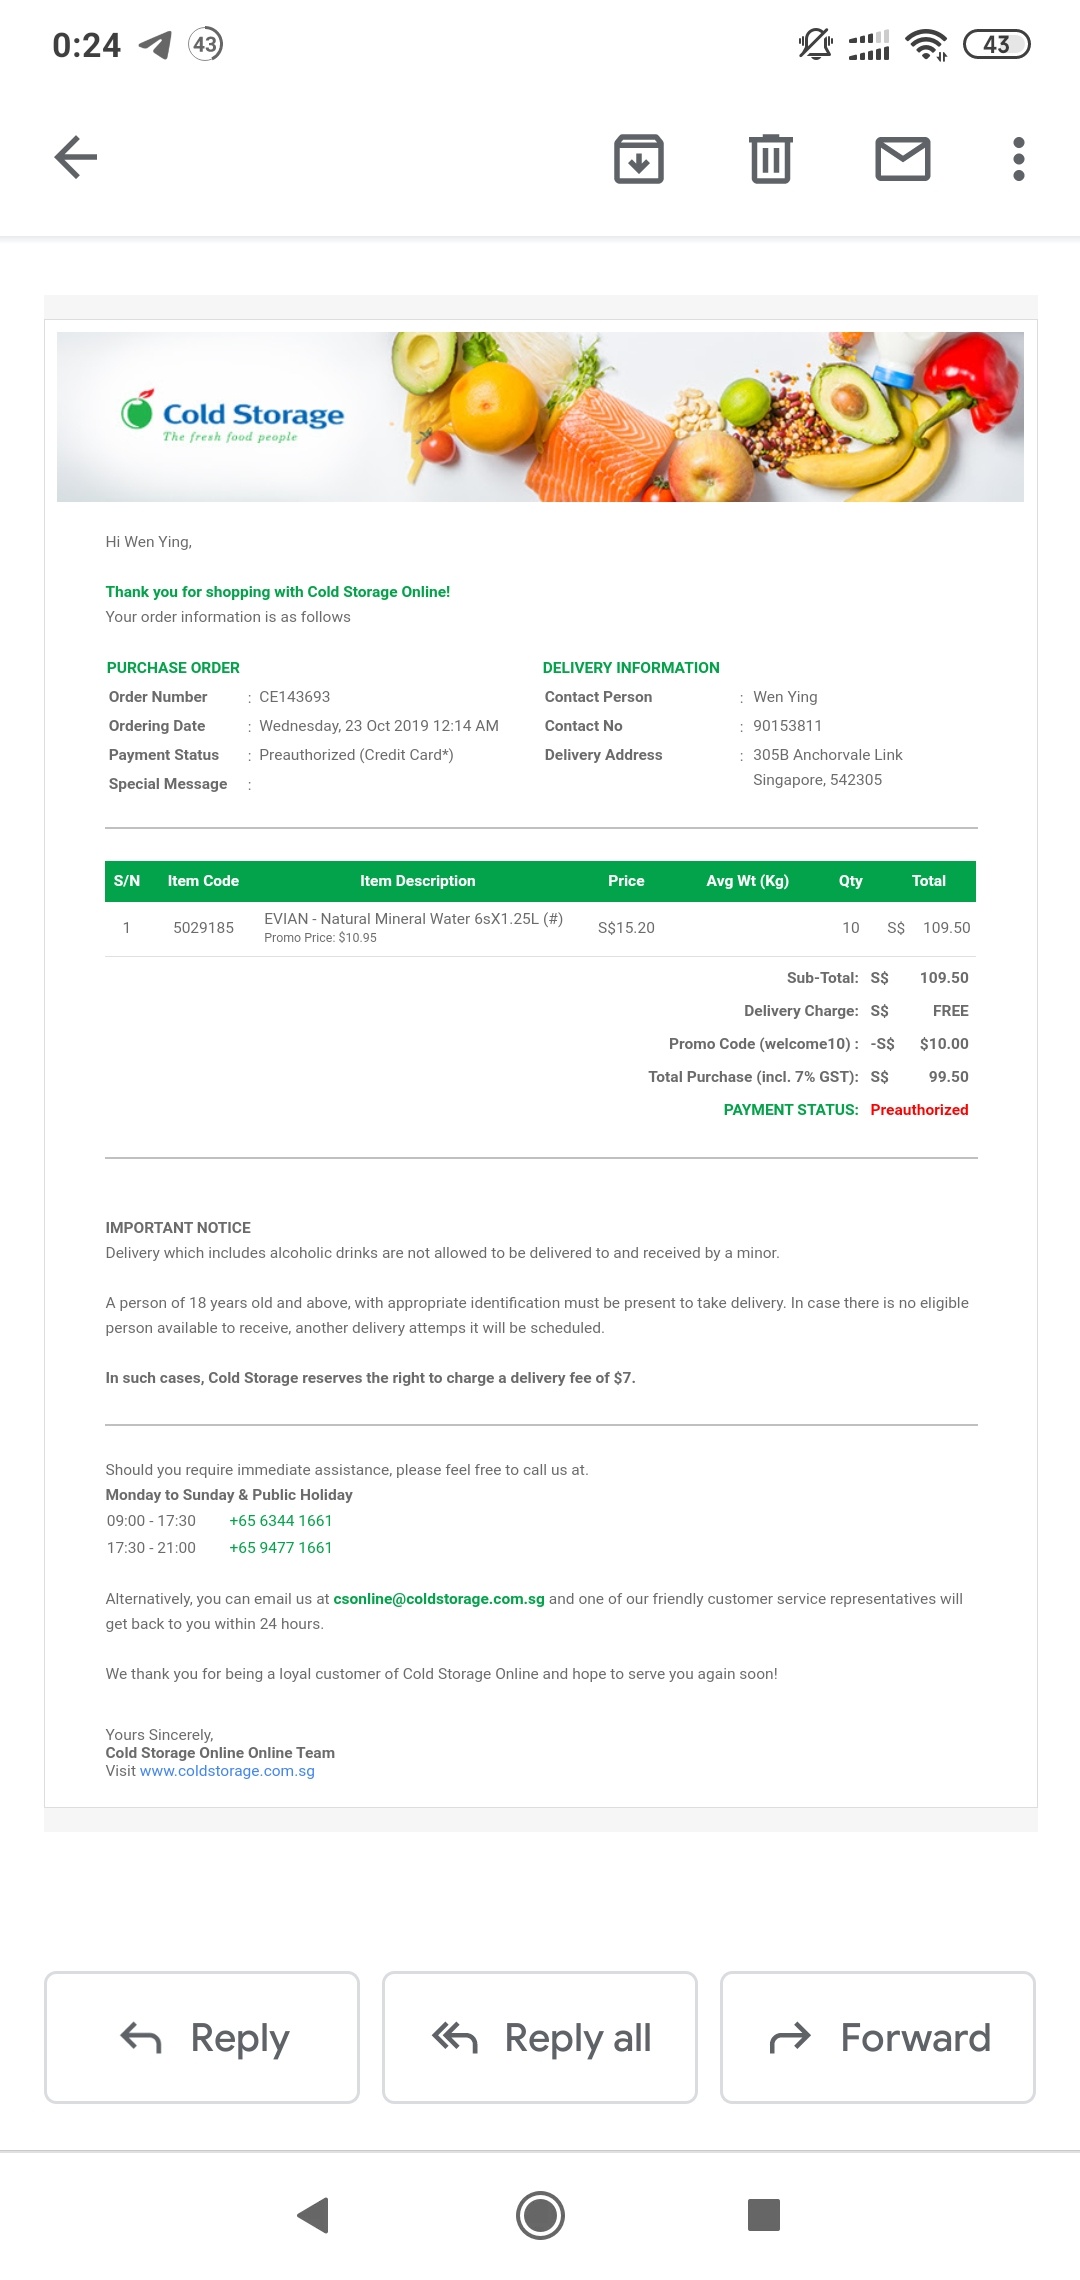 0:24 43 43
Cold Storage
The fresh food people
Hi Wen Ying,
Thank you for shopping with Cold Storage Online!
Your order information is as follows
PURCHASE ORDER
Order Number : CE143693
Ordering Date : Wednesday, 23 Oct 2019 12:14 AM
Payment Status : Preauthorized (Credit Card*)
Special Message :
DELIVERY INFORMATION
Contact Person : Wen Ying
Contact No : 90153811
Delivery Address : 305B Anchorvale Link
Singapore, 542305
S/N Item Code Item Description Price Avg Wt (Kg) Qty Total
1 5029185 EVIAN - Natural Mineral Water 6sX1.25L (#) S$15.20 10 S$ 109.50
Promo Price: $10.95
Sub-Total: S$ 109.50
Delivery Charge: S$ FREE
Promo Code (welcome10) : -S$ $10.00
Total Purchase (incl. 7% GST): S$ 99.50
PAYMENT STATUS: Preauthorized
IMPORTANT NOTICE
Delivery which includes alcoholic drinks are not allowed to be delivered to and received by a minor.
A person of 18 years old and above, with appropriate identification must be present to take delivery. In case there is no eligible
person available to receive, another delivery attemps it will be scheduled.
In such cases, Cold Storage reserves the right to charge a delivery fee of $7.
Should you require immediate assistance, please feel free to call us at.
Monday to Sunday & Public Holiday
09:00 - 17:30 +65 6344 1661
17:30 - 21:00 +65 9477 1661
Alternatively, you can email us at csonline@coldstorage.com.sg and one of our friendly customer service representatives will
get back to you within 24 hours.
We thank you for being a loyal customer of Cold Storage Online and hope to serve you again soon!
Yours Sincerely,
Cold Storage Online Online Team
Visit www.coldstorage.com.sg
Reply Reply all Forward